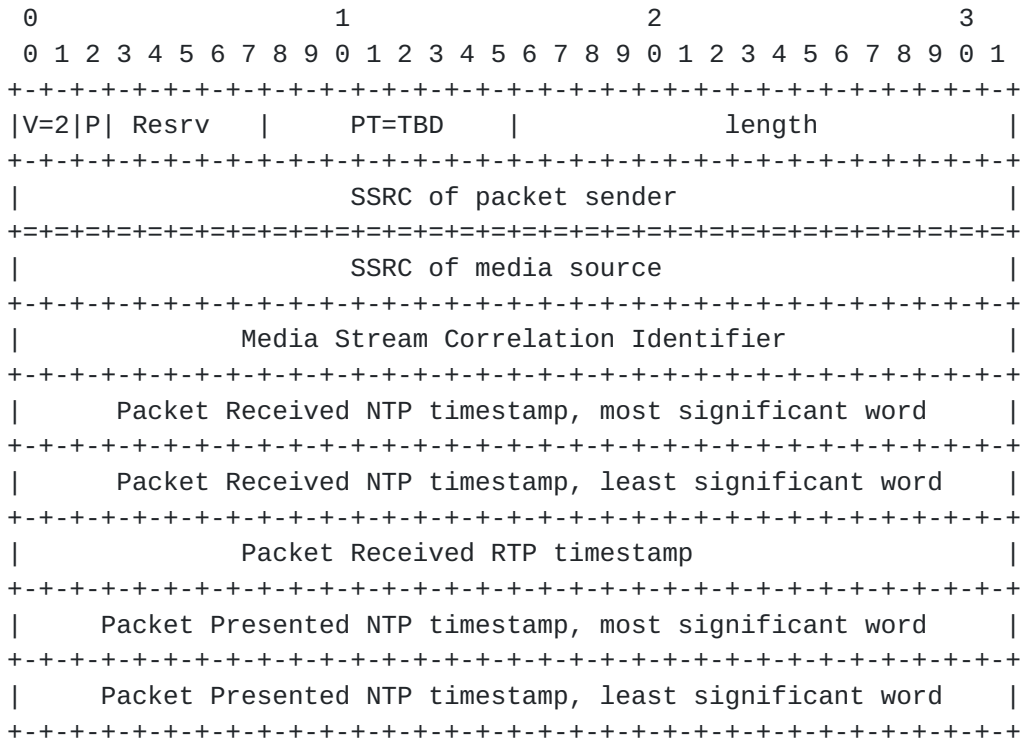 0                   1                   2                   3
 0 1 2 3 4 5 6 7 8 9 0 1 2 3 4 5 6 7 8 9 0 1 2 3 4 5 6 7 8 9 0 1
+-+-+-+-+-+-+-+-+-+-+-+-+-+-+-+-+-+-+-+-+-+-+-+-+-+-+-+-+-+-+-+-+
|V=2|P| Resrv   |     PT=TBD    |             length            |
+-+-+-+-+-+-+-+-+-+-+-+-+-+-+-+-+-+-+-+-+-+-+-+-+-+-+-+-+-+-+-+-+
|                     SSRC of packet sender                     |
+=+=+=+=+=+=+=+=+=+=+=+=+=+=+=+=+=+=+=+=+=+=+=+=+=+=+=+=+=+=+=+=+
|                     SSRC of media source                      |
+-+-+-+-+-+-+-+-+-+-+-+-+-+-+-+-+-+-+-+-+-+-+-+-+-+-+-+-+-+-+-+-+
|              Media Stream Correlation Identifier              |
+-+-+-+-+-+-+-+-+-+-+-+-+-+-+-+-+-+-+-+-+-+-+-+-+-+-+-+-+-+-+-+-+
|      Packet Received NTP timestamp, most significant word     |
+-+-+-+-+-+-+-+-+-+-+-+-+-+-+-+-+-+-+-+-+-+-+-+-+-+-+-+-+-+-+-+-+
|      Packet Received NTP timestamp, least significant word    |
+-+-+-+-+-+-+-+-+-+-+-+-+-+-+-+-+-+-+-+-+-+-+-+-+-+-+-+-+-+-+-+-+
|              Packet Received RTP timestamp                    |
+-+-+-+-+-+-+-+-+-+-+-+-+-+-+-+-+-+-+-+-+-+-+-+-+-+-+-+-+-+-+-+-+
|     Packet Presented NTP timestamp, most significant word     |
+-+-+-+-+-+-+-+-+-+-+-+-+-+-+-+-+-+-+-+-+-+-+-+-+-+-+-+-+-+-+-+-+
|     Packet Presented NTP timestamp, least significant word    |
+-+-+-+-+-+-+-+-+-+-+-+-+-+-+-+-+-+-+-+-+-+-+-+-+-+-+-+-+-+-+-+-+